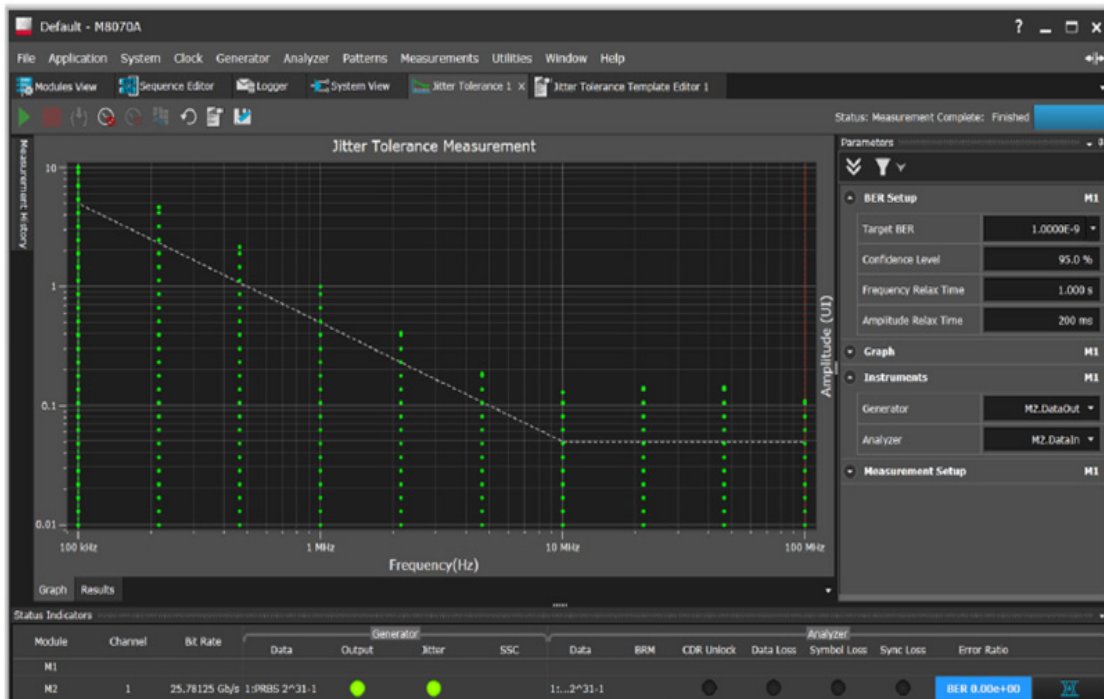 Default - M8070A
?
File Application System Clock Generator Analyzer Patterns Measurements Utilities Window Help
Modules View Sequence Editor Logger System View Jitter Tolerance 1 x Jitter Tolerance Template Editor 1
Status: Measurement Complete: Finished
Measurement History
Jitter Tolerance Measurement
10
1
0.1
0.01
100 kHz 1 MHz 10 MHz 100 MHz
Frequency(Hz)
Amplitude (UI)
Graph Results
Parameters
BER Setup M1
Target BER 1.0000E-9
Confidence Level 95.0 %
Frequency Relax Time 1.000 s
Amplitude Relax Time 200 ms
Graph M1
Instruments M1
Generator M2.DataOut
Analyzer M2.DataIn
Measurement Setup M1
Status Indicators
Generator Analyzer
Module Channel Bit Rate Data Output Jitter SSC Data BRM CDR Unlock Data Loss Symbol Loss Sync Loss Error Ratio
M1
M2 1 25.78125 Gb/s 1:PRBS 2^31-1 1:...2^31-1 BER 0.00e+00